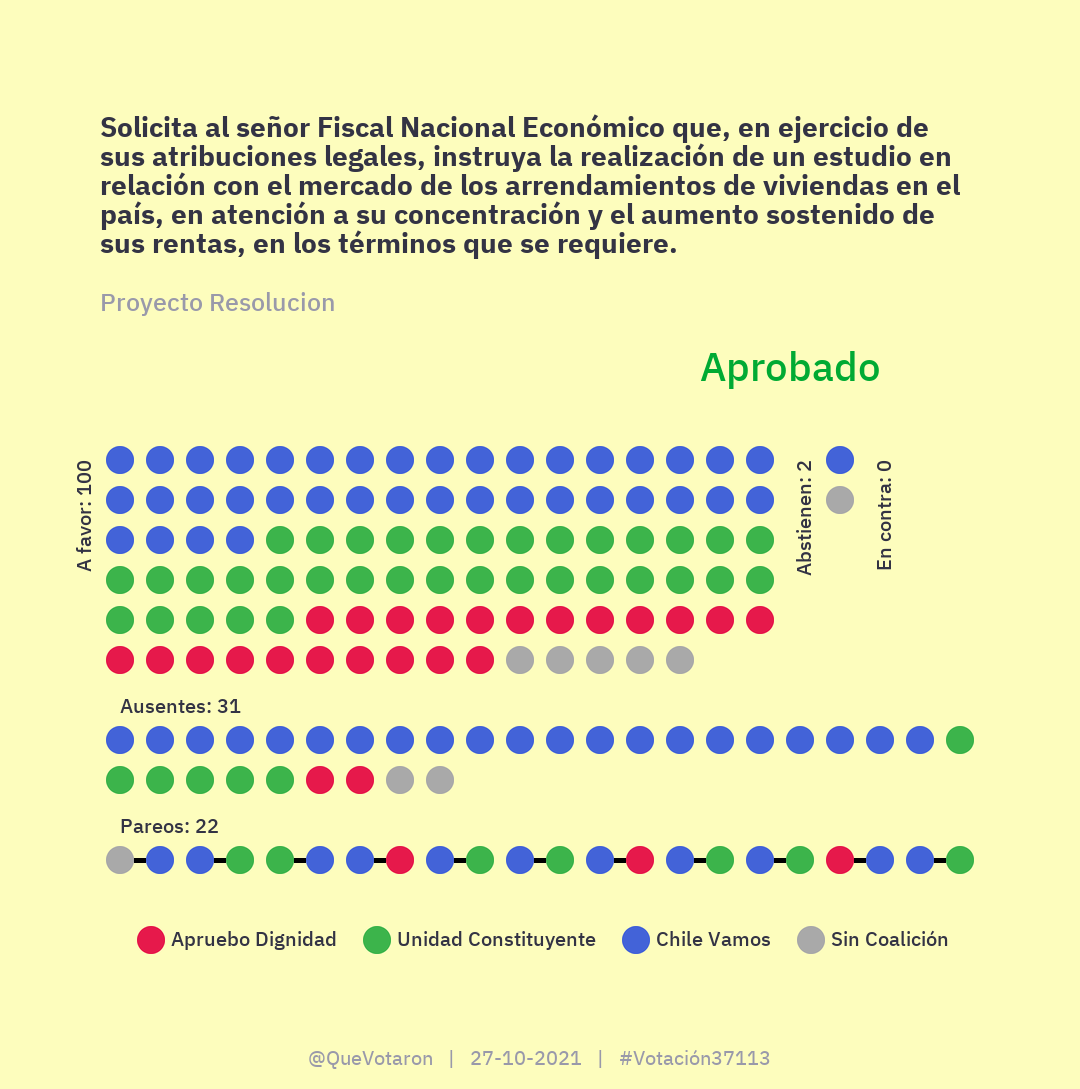 Solicita al señor Fiscal Nacional Económico que, en ejercicio de
sus atribuciones legales, instruya la realización de un estudio en
relación con el mercado de los arrendamientos de viviendas en el
país, en atención a su concentración y el aumento sostenido de
sus rentas, en los términos que se requiere.
Proyecto Resolucion
Aprobado
A favor: 100
Abstienen: 2
En contra: 0
Ausentes: 31
Pareos: 22
Apruebo Dignidad
Unidad Constituyente
Chile Vamos
Sin Coalición
@QueVotaron | 27-10-2021 | #Votación37113